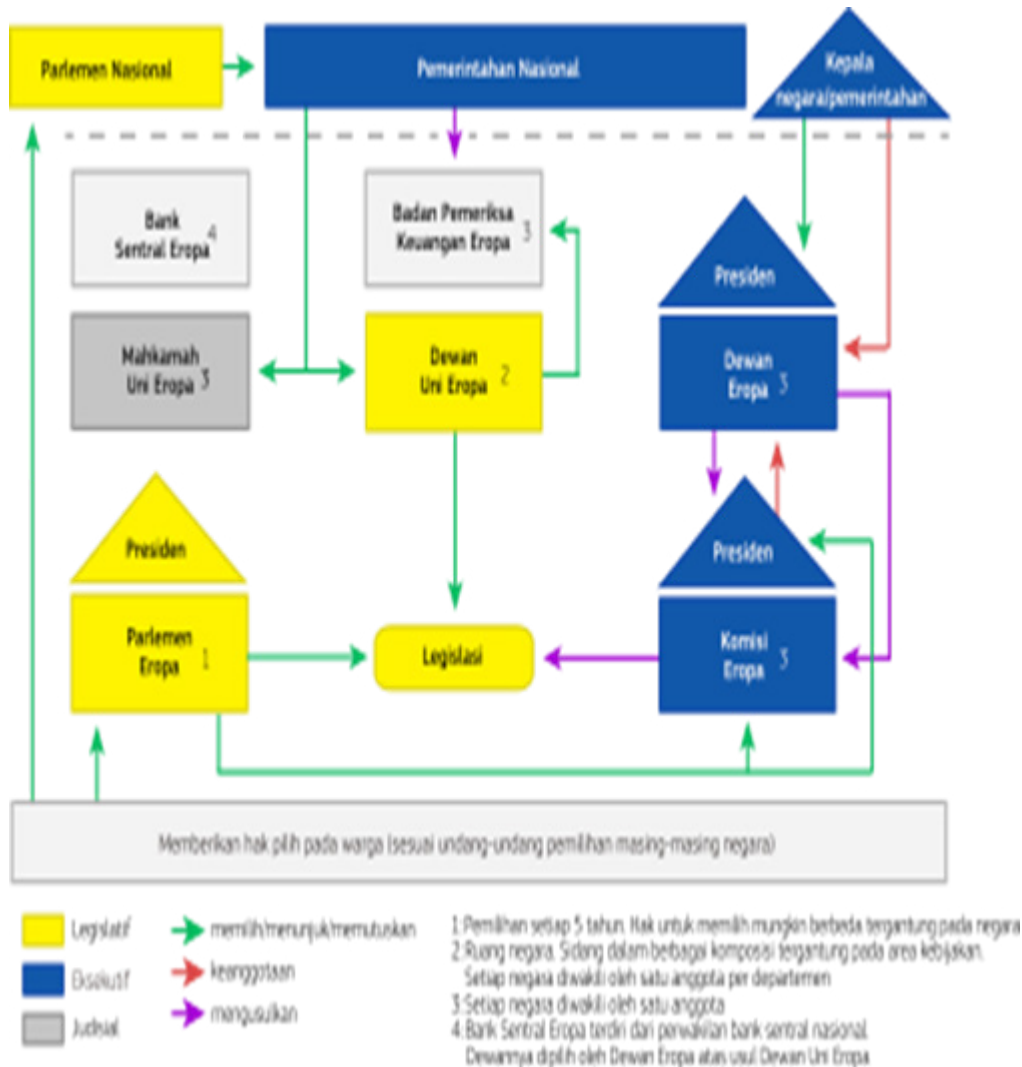 Parlemen Nasional
Pemerintahan Nasional
Kepala
negara/pemerintahan
Bank
Sentral Eropa 4
Badan Pemeriksa
Keuangan Eropa 3
Presiden
Mahkamah
Uni Eropa 3
Dewan
Uni Eropa 2
Dewan
Eropa 3
Presiden
Presiden
Parlemen
Eropa 1
Legislasi
Komisi
Eropa 3
Memberikan hak pilih pada warga (sesuai undang-undang pemilihan masing-masing negara)
Legislatif
Eksekutif
Judisial
memilih/menunjuk/memutuskan
keanggotaan
mengusulkan
1: Pemilihan setiap 5 tahun. Hak untuk memilih mungkin berbeda tergantung pada negara
2: Ruang negara. Sidang dalam berbagai komposisi tergantung pada area kebijakan.
Setiap negara diwakili oleh satu anggota per departemen
3: Setiap negara diwakili oleh satu anggota
4: Bank Sentral Eropa terdiri dari perwakilan bank sentral nasional.
Dewannya dipilih oleh Dewan Eropa atas usul Dewan Uni Eropa